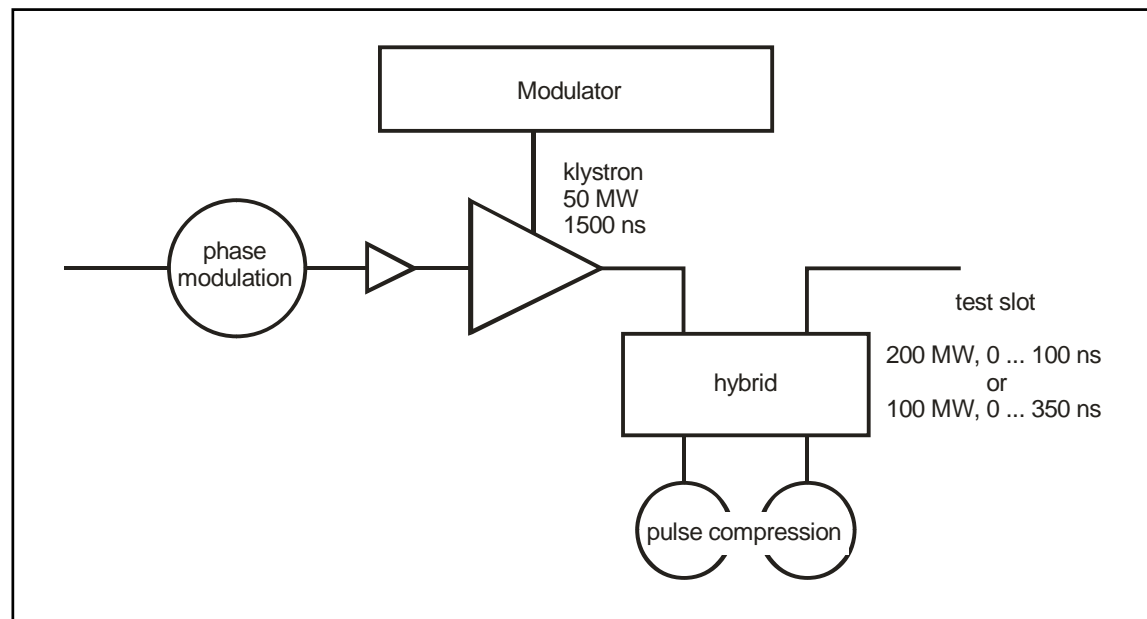 Modulator
klystron
50 MW
1500 ns
phase
modulation
test slot
200 MW, 0 ... 100 ns
or
100 MW, 0 ... 350 ns
hybrid
pulse compression